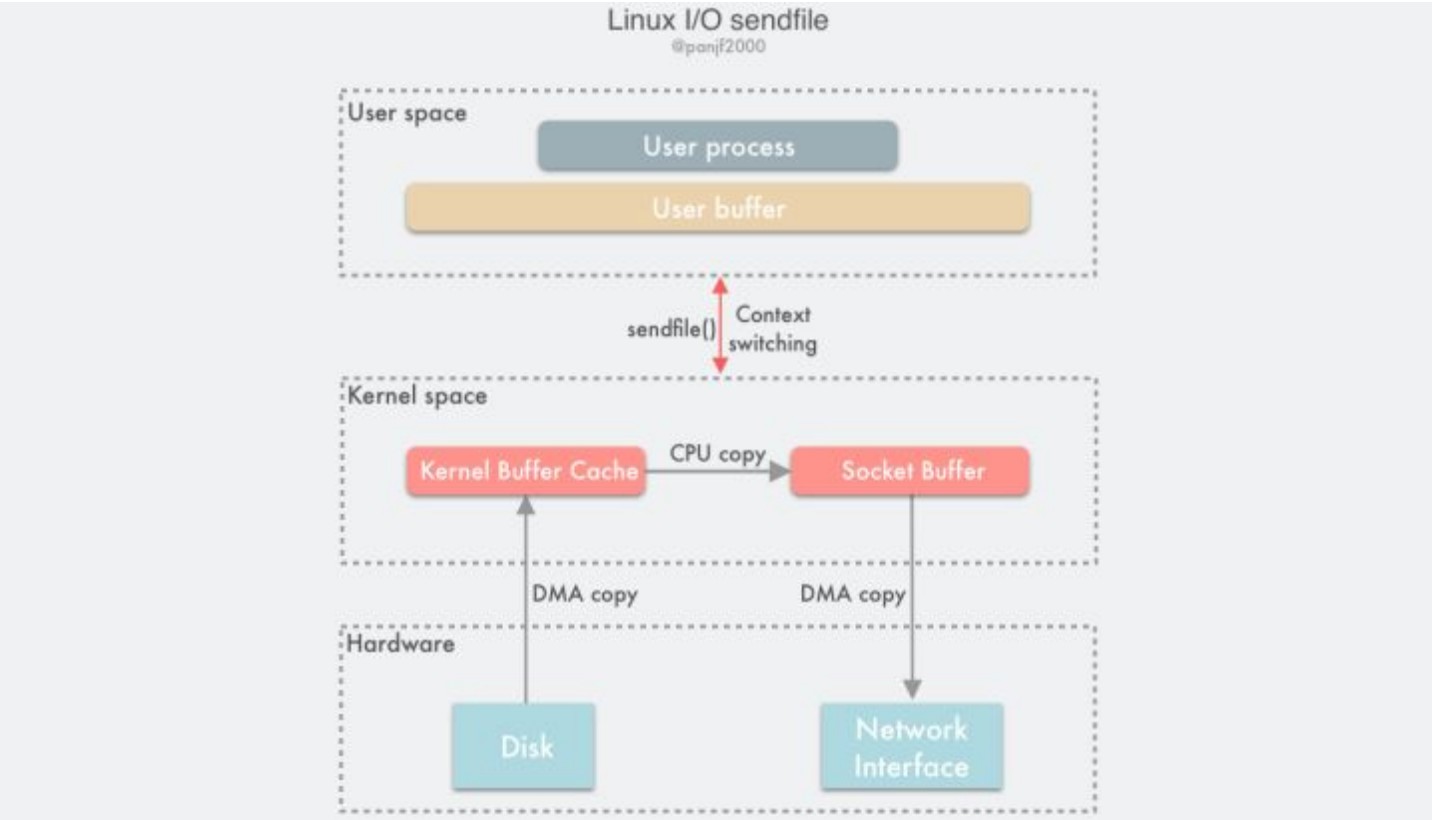 Linux I/O sendfile
@panjf2000
User space
User process
User buffer
sendfile()
Context
switching
Kernel space
Kernel Buffer Cache
CPU copy
Socket Buffer
DMA copy
DMA copy
Hardware
Disk
Network
Interface